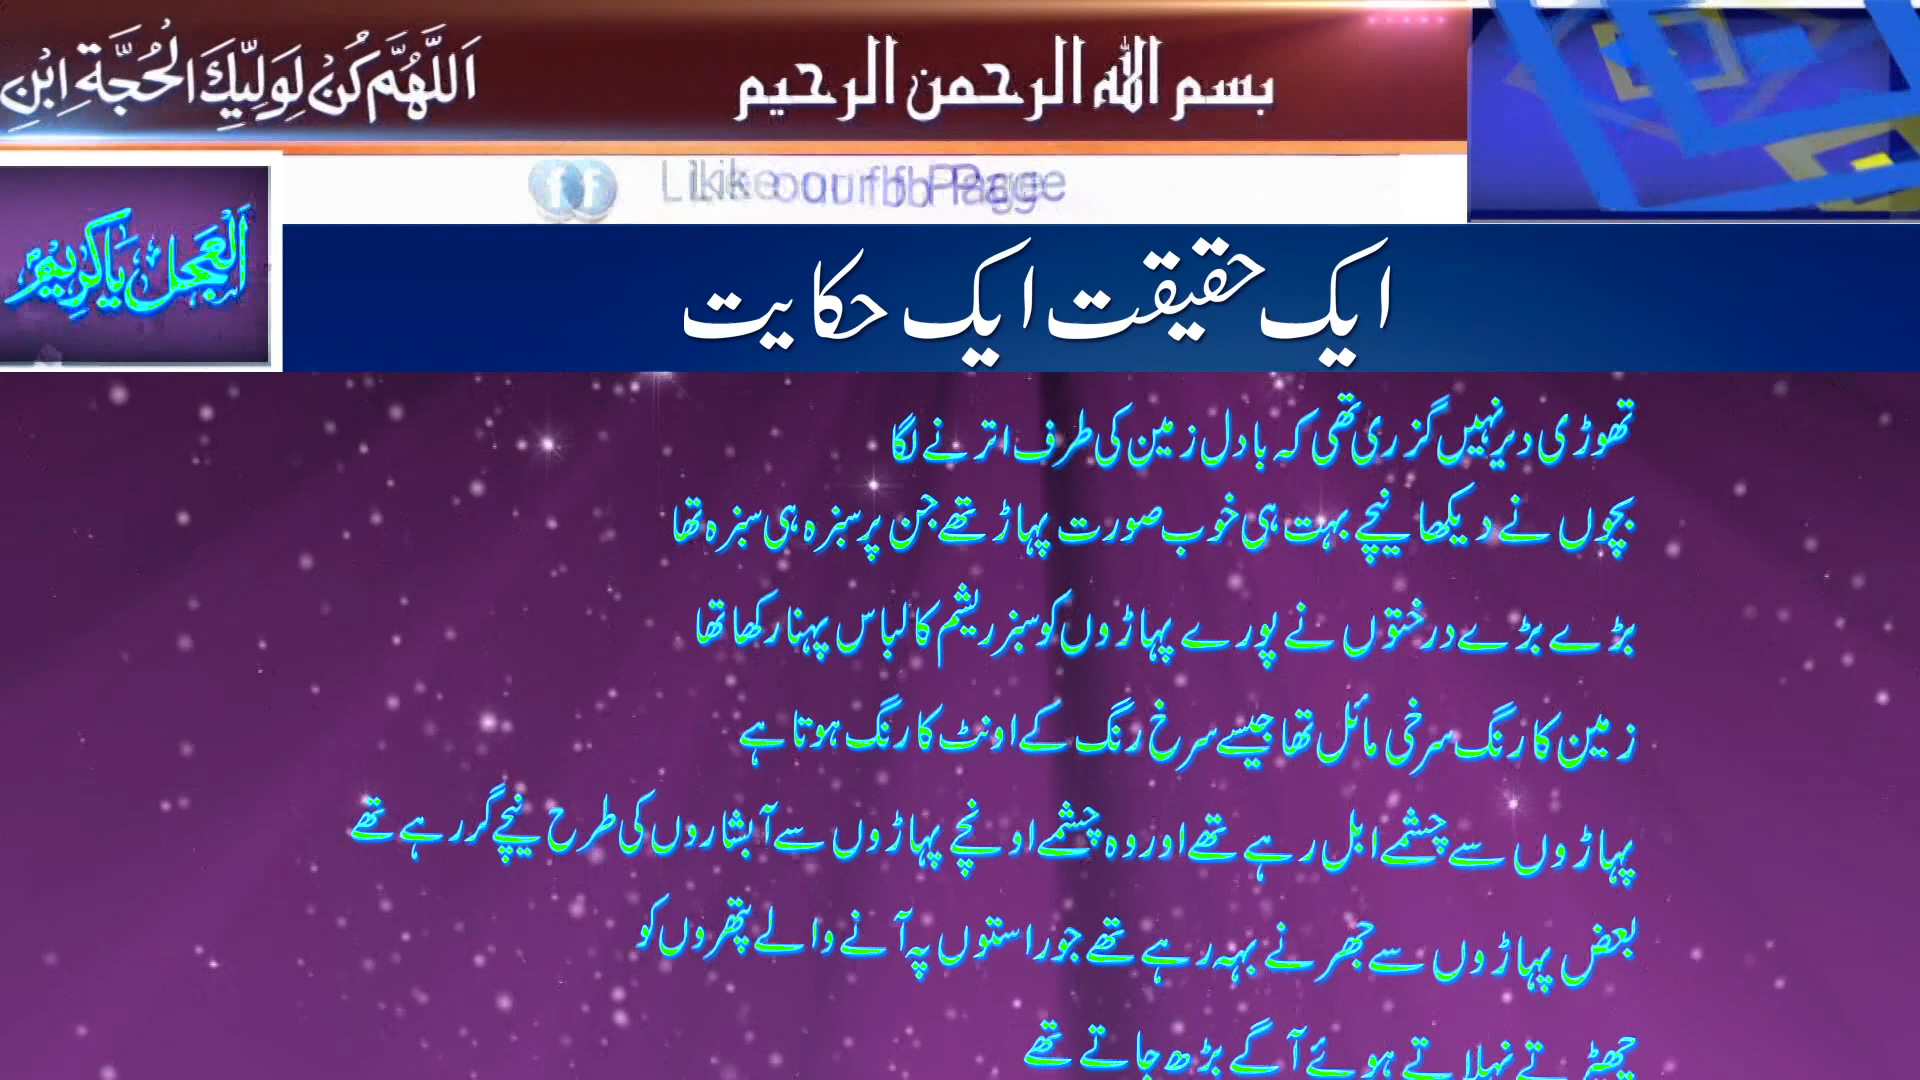 بسم اللہ الرحمن الرحیم
اَللّٰهُمَّ كُنْ لِوَلِيِّكَ الْحُجَّةِ ابْنِ
Like our fb Page
اَلْعَجَل یَا کَرِیْمُ
ایک حقیقت ایک حکایت
تھوڑی دیر نہیں گزری تھی کہ بادل زمین کی طرف اترنے لگا
بچوں نے دیکھا نیچے بہت ہی خوب صورت پہاڑ تھے جن پر سبزہ ہی سبزہ تھا
بڑے بڑے درختوں نے پورے پہاڑوں کو سبز ریشم کا لباس پہنا رکھا تھا
زمین کا رنگ سرخی مائل تھا جیسے سرخ رنگ کے اونٹ کا رنگ ہوتا ہے
پہاڑوں سے چشمے ابل رہے تھے اور وہ چشمے اونچے پہاڑوں سے آبشاروں کی طرح نیچے گر رہے تھے
بعض پہاڑوں سے جھرنے بہہ رہے تھے جو راستوں پہ آنے والے پتھروں کو
چھیڑتے نہلاتے ہوئے آگے بڑھ جاتے تھے